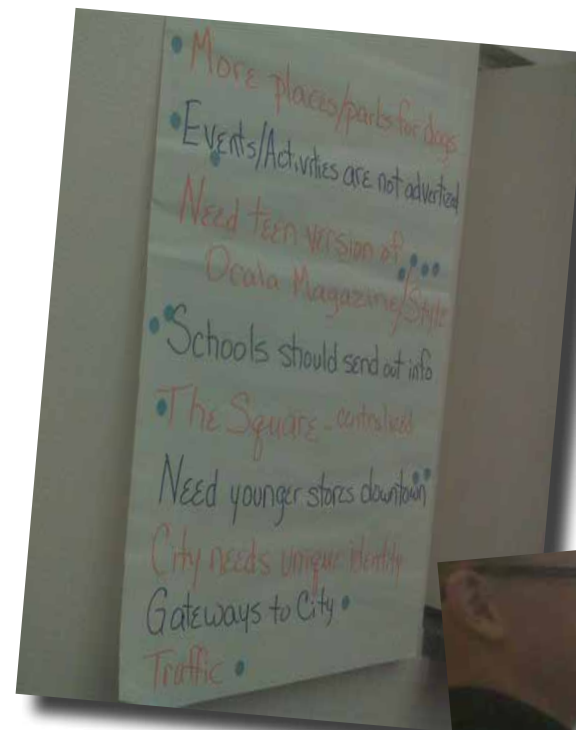 More places/parks for dogs
Events/Activities are not advertized
Need teen version of
Ocala Magazine/Style
Schools should send out info
The Square - centralized
Need younger stores downtown
City needs unique identity
Gateways to City
Traffic